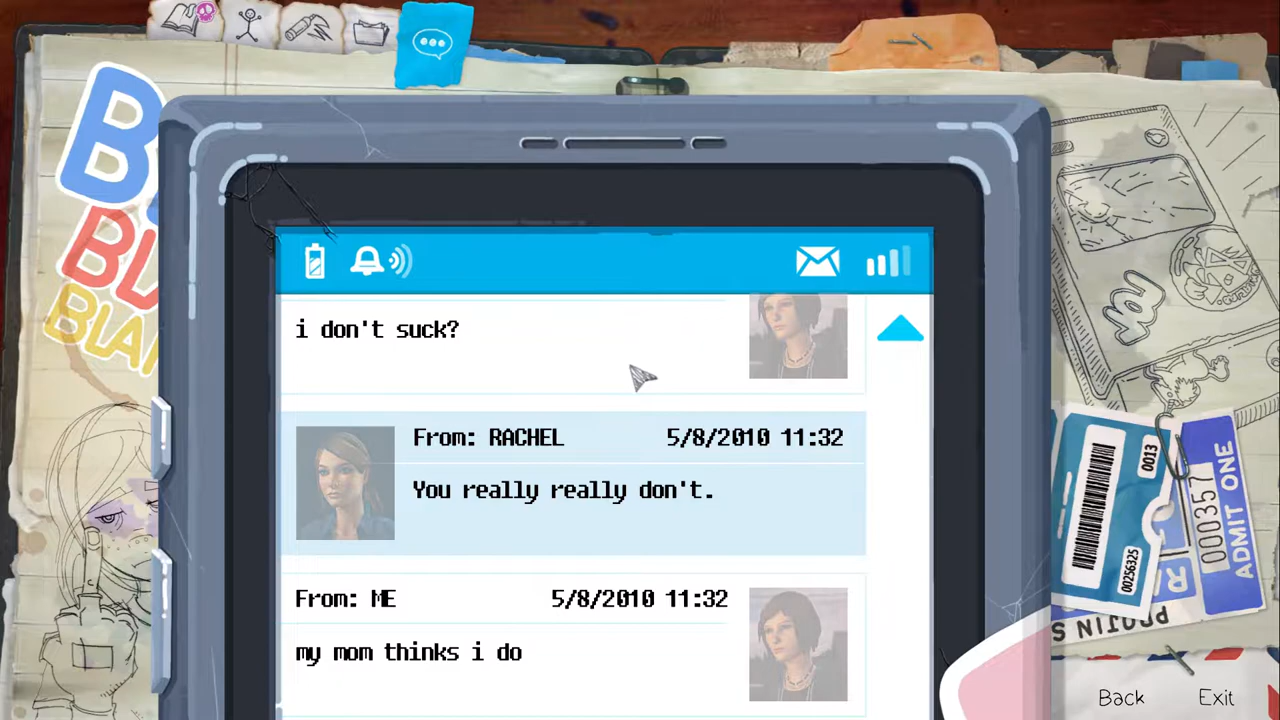 i don't suck?
From: RACHEL 5/8/2010 11:32
You really really don't.
From: ME 5/8/2010 11:32
my mom thinks i do
0013
00256325
000357
ADMIT ONE
Back Exit